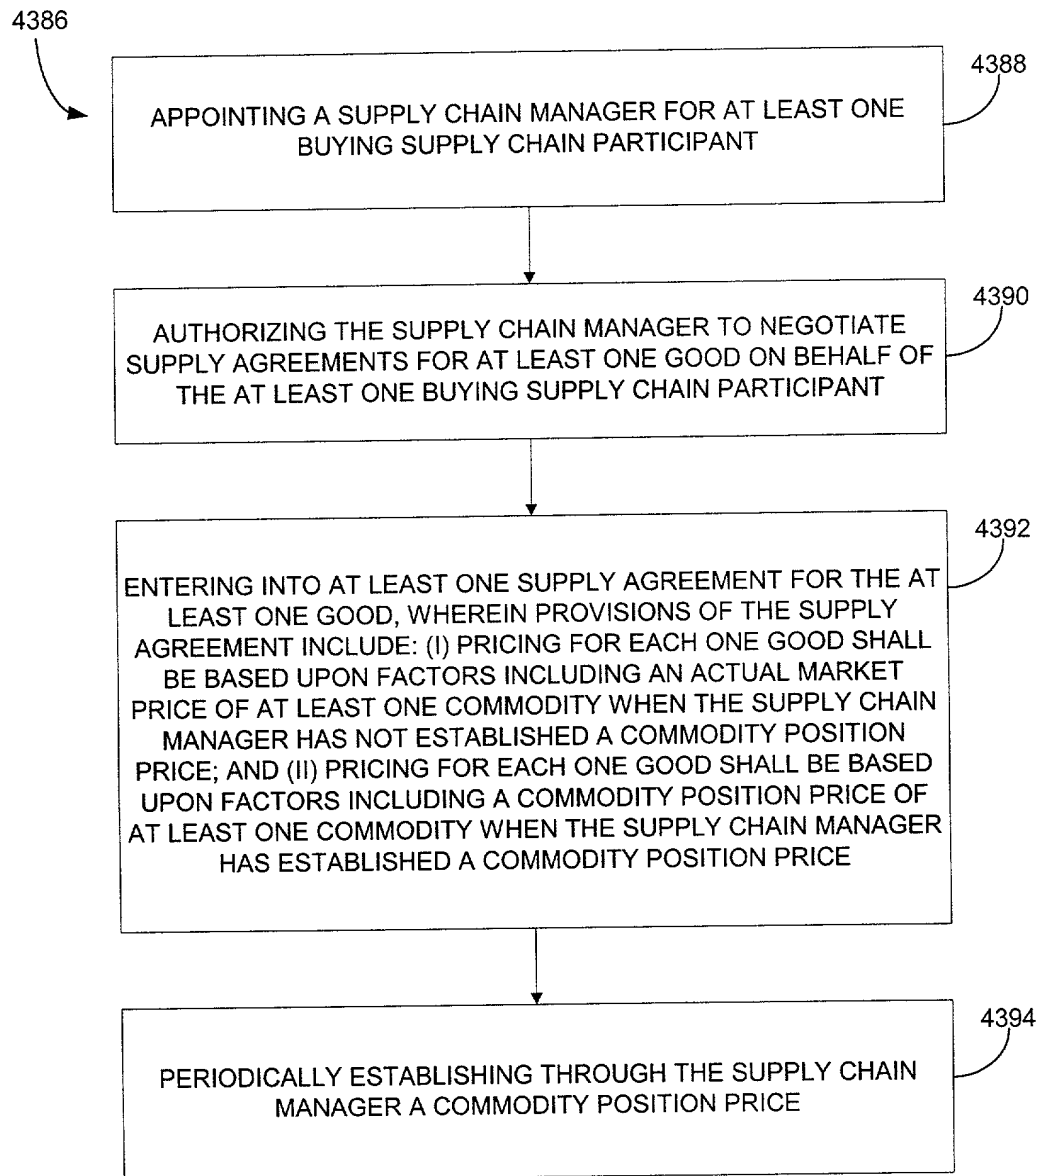 4386
4388
APPOINTING A SUPPLY CHAIN MANAGER FOR AT LEAST ONE
BUYING SUPPLY CHAIN PARTICIPANT
4390
AUTHORIZING THE SUPPLY CHAIN MANAGER TO NEGOTIATE
SUPPLY AGREEMENTS FOR AT LEAST ONE GOOD ON BEHALF OF
THE AT LEAST ONE BUYING SUPPLY CHAIN PARTICIPANT
4392
ENTERING INTO AT LEAST ONE SUPPLY AGREEMENT FOR THE AT
LEAST ONE GOOD, WHEREIN PROVISIONS OF THE SUPPLY
AGREEMENT INCLUDE: (I) PRICING FOR EACH ONE GOOD SHALL
BE BASED UPON FACTORS INCLUDING AN ACTUAL MARKET
PRICE OF AT LEAST ONE COMMODITY WHEN THE SUPPLY CHAIN
MANAGER HAS NOT ESTABLISHED A COMMODITY POSITION
PRICE; AND (II) PRICING FOR EACH ONE GOOD SHALL BE BASED
UPON FACTORS INCLUDING A COMMODITY POSITION PRICE OF
AT LEAST ONE COMMODITY WHEN THE SUPPLY CHAIN MANAGER
HAS ESTABLISHED A COMMODITY POSITION PRICE
4394
PERIODICALLY ESTABLISHING THROUGH THE SUPPLY CHAIN
MANAGER A COMMODITY POSITION PRICE